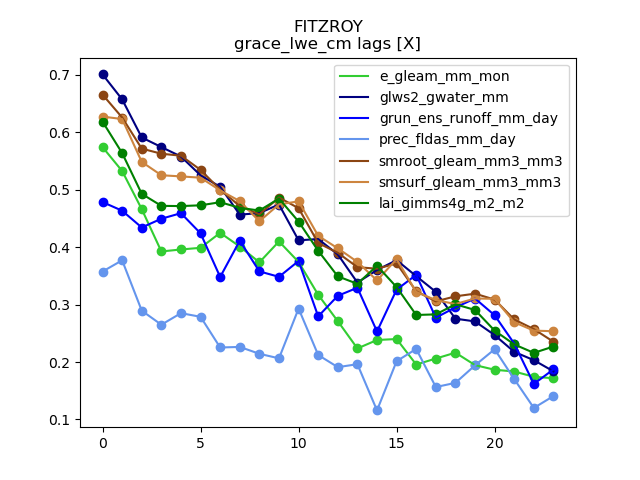 FITZROY
grace_lwe_cm lags [X]
e_gleam_mm_mon
glws2_gwater_mm
grun_ens_runoff_mm_day
prec_fldas_mm_day
smroot_gleam_mm3_mm3
smsurf_gleam_mm3_mm3
lai_gimms4g_m2_m2
0.7
0.6
0.5
0.4
0.3
0.2
0.1
0 5 10 15 20